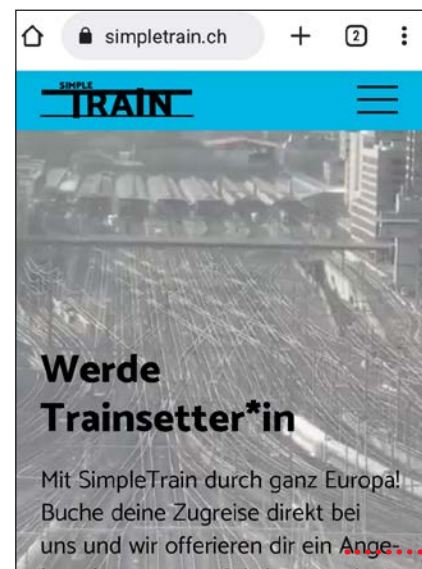 simpletrain.ch
2
SIMPLE
TRAIN
Werde
Trainsetter*in
Mit SimpleTrain durch ganz Europa!
Buche deine Zugreise direkt bei
uns und wir offerieren dir ein Ange-